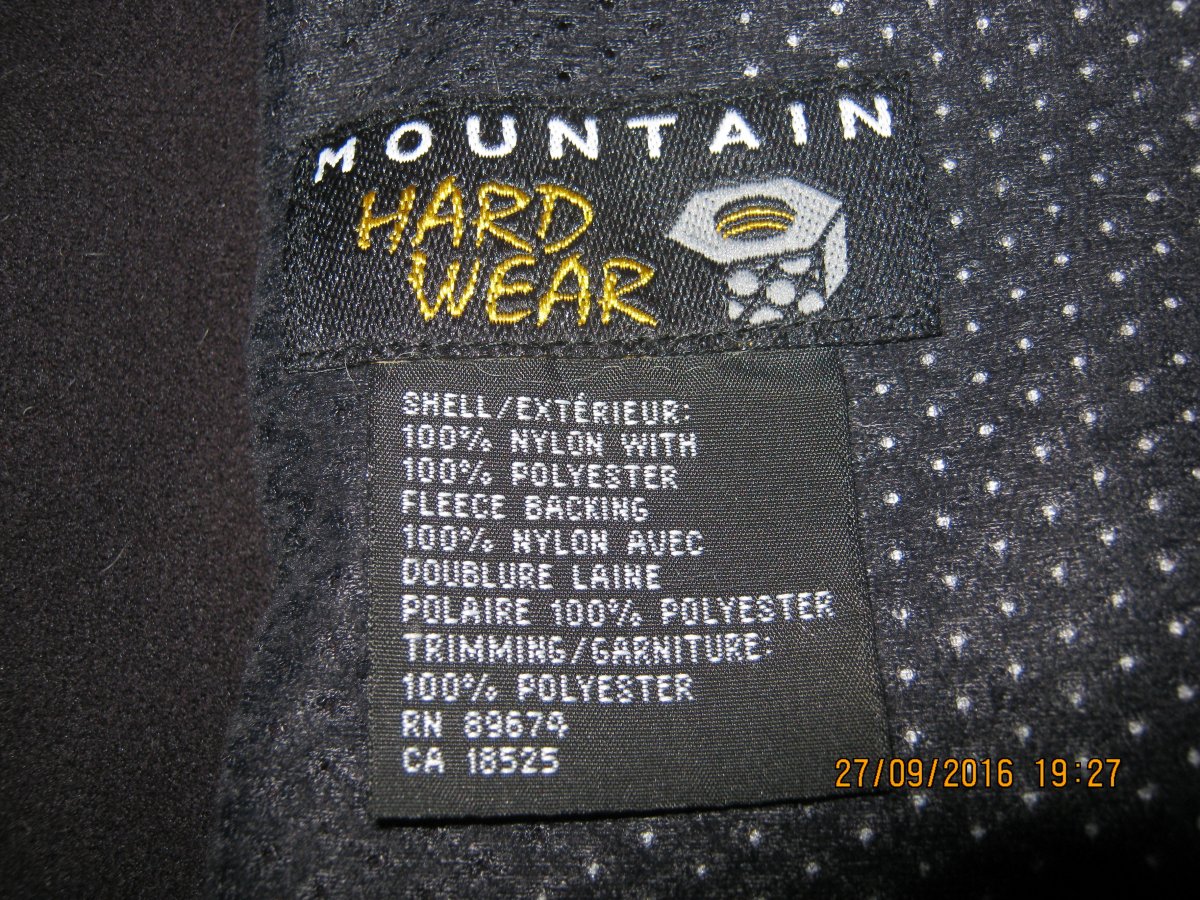 MOUNTAIN
HARD
WEAR
SHELL/EXTÉRIEUR:
100% NYLON WITH
100% POLYESTER
FLEECE BACKING
100% NYLON AVEC
DOUBLURE LAINE
POLAIRE 100% POLYESTER
TRIMMING/GARNITURE:
100% POLYESTER
RN 89674
CA 18525
27/09/2016 19:27